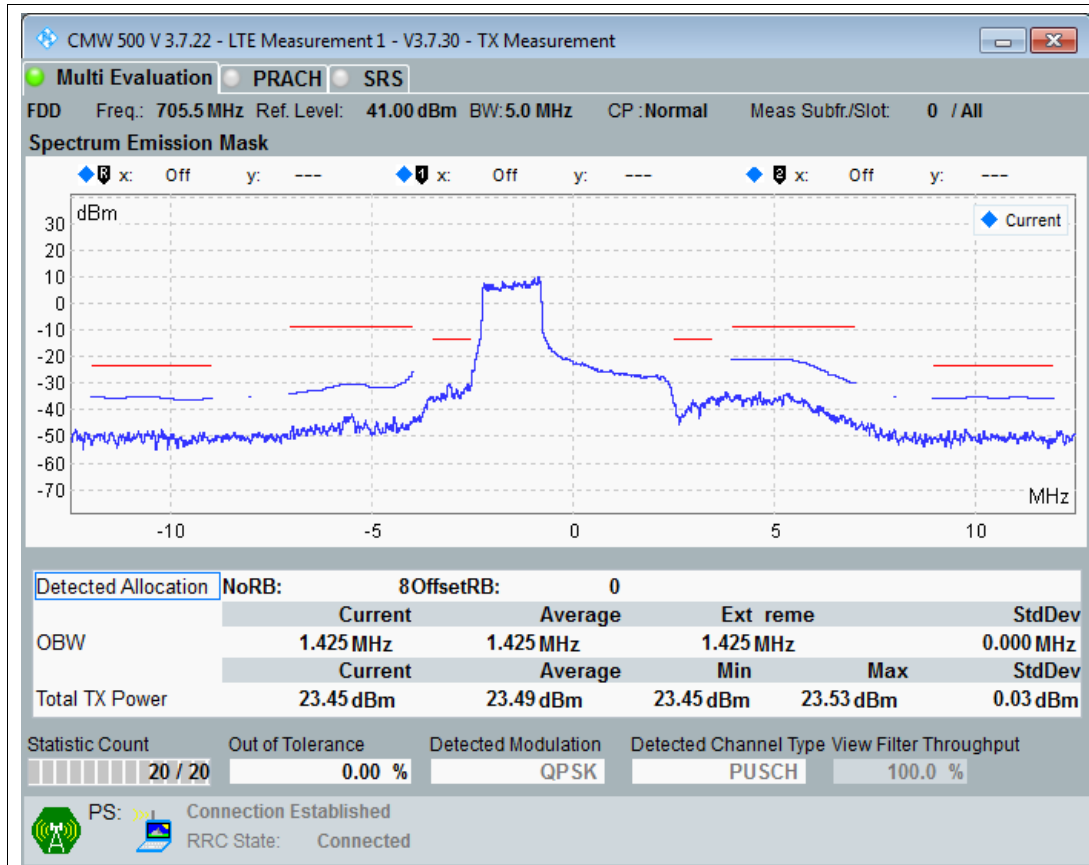 CMW 500 V 3.7.22 - LTE Measurement 1 - V3.7.30 - TX Measurement
Multi Evaluation PRACH SRS
FDD Freq.: 705.5 MHz Ref. Level: 41.00 dBm BW: 5.0 MHz CP : Normal Meas Subfr./Slot: 0 / All
Spectrum Emission Mask
R x: Off y: --- 1 x: Off y: --- 2 x: Off y: ---
dBm
Current
30
20
10
0
-10
-20
-30
-40
-50
-60
-70
MHz
-10 -5 0 5 10
Detected Allocation NoRB: 8 OffsetRB: 0
Current Average Ext reme StdDev
OBW 1.425 MHz 1.425 MHz 1.425 MHz 0.000 MHz
Current Average Min Max StdDev
Total TX Power 23.45 dBm 23.49 dBm 23.45 dBm 23.53 dBm 0.03 dBm
Statistic Count Out of Tolerance Detected Modulation Detected Channel Type View Filter Throughput
20 / 20 0.00 % QPSK PUSCH 100.0 %
PS: Connection Established
RRC State: Connected